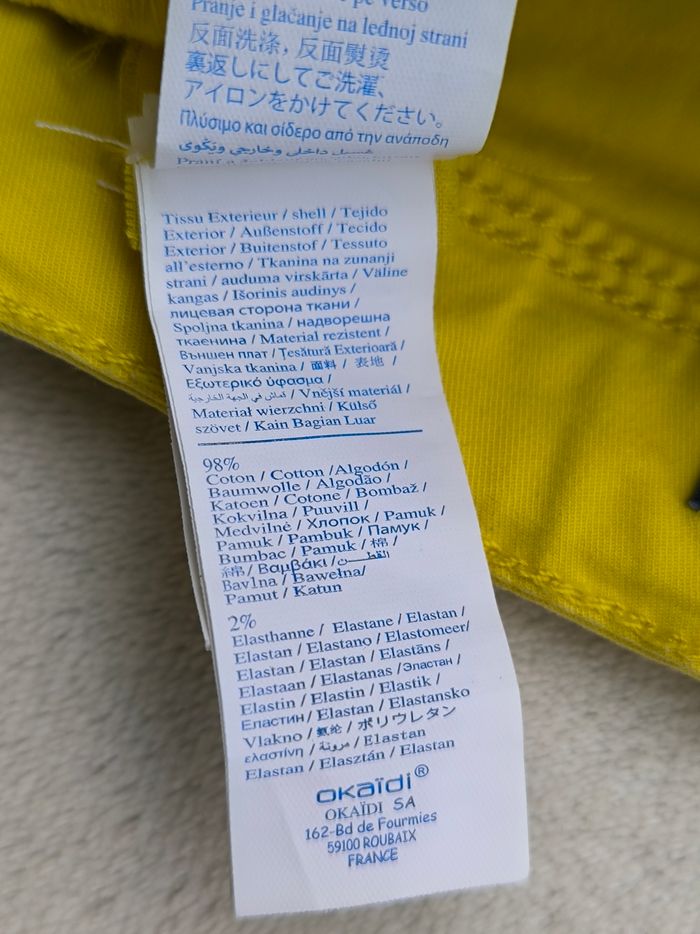 Pranje i glačanje na lednoj strani
反面洗涤，反面熨烫
裏返しにしてご洗濯、
アイロンをかけてください。
Πλύσιμο και σίδερο από την ανάποδη
Tissu Exterieur / shell / Tejido
Exterior / Außenstoff / Tecido
Exterior / Buitenstof / Tessuto
all'esterno / Tkanina na zunanji
strani / auduma virskārta / Väline
kangas / Išorinis audinys /
лицевая сторона ткани /
Spoljna tkanina / надворешна
ткаенина / Material rezistent /
Външен плат / Țesătură Exterioară /
Vanjska tkanina / 面料 / 表地 /
Εξωτερικό ύφασμα /
قماش في الجهة الخارجية / Vnější materiál /
Materiał wierzchni / Külső
szövet / Kain Bagian Luar
98%
Coton / Cotton /Algodón /
Baumwolle / Algodão /
Katoen / Cotone / Bombaž /
Kokvilna / Puuvill /
Medvilnė / Хлопок / Pamuk /
Pamuk / Pambuk / Памук /
Bumbac / Pamuk / 棉 /
綿 / Βαμβάκι / القطن /
Bavlna / Bawełna/
Pamut / Katun
2%
Elasthanne / Elastane / Elastan /
Elastan / Elastano / Elastomeer/
Elastan / Elastan / Elastāns /
Elastaan / Elastanas /Эластан /
Elastin / Elastin / Elastik /
Еластин/ Elastan / Elastansko
Vlakno / 氨纶 / ポリウレタン
ελαστίνη / مرونة / Elastan
Elastan / Elasztán / Elastan
okaïdi®
OKAÏDI SA
162-Bd de Fourmies
59100 ROUBAIX
FRANCE